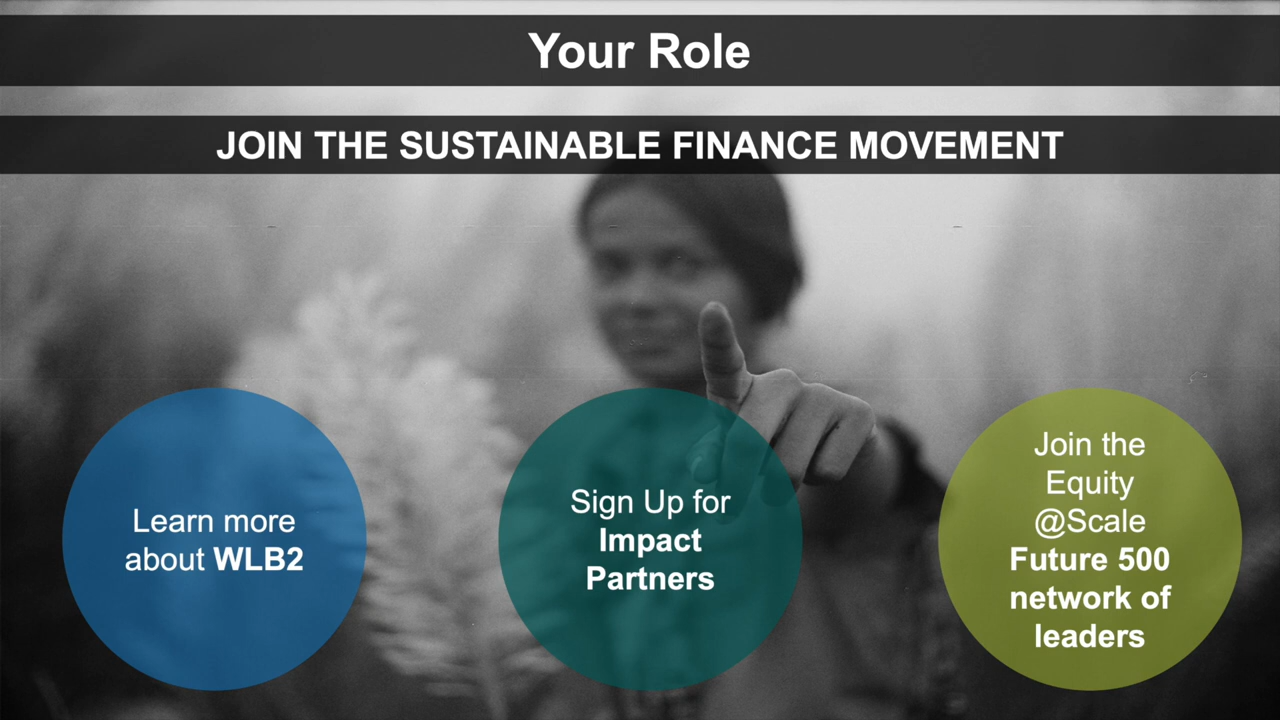 Your Role
JOIN THE SUSTAINABLE FINANCE MOVEMENT
Learn more
about WLB2
Sign Up for
Impact
Partners
Join the
Equity
@Scale
Future 500
network of
leaders